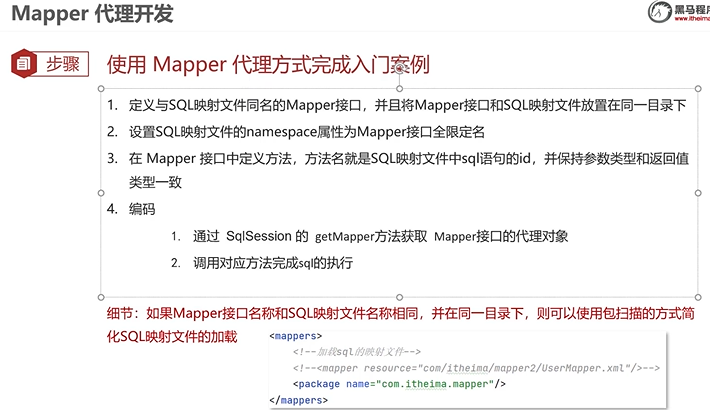 Mapper 代理开发
黑马程序
www.itheima
步骤
使用 Mapper 代理方式完成入门案例
1. 定义与SQL映射文件同名的Mapper接口，并且将Mapper接口和SQL映射文件放置在同一目录下
2. 设置SQL映射文件的namespace属性为Mapper接口全限定名
3. 在 Mapper 接口中定义方法，方法名就是SQL映射文件中sql语句的id，并保持参数类型和返回值
类型一致
4. 编码
1. 通过 SqlSession 的 getMapper方法获取 Mapper接口的代理对象
2. 调用对应方法完成sql的执行
细节：如果Mapper接口名称和SQL映射文件名称相同，并在同一目录下，则可以使用包扫描的方式简
化SQL映射文件的加载
<mappers>
<!--加载sql的映射文件-->
<!--<mapper resource="com/itheima/mapper2/UserMapper.xml"/>-->
<package name="com.itheima.mapper"/>
</mappers>